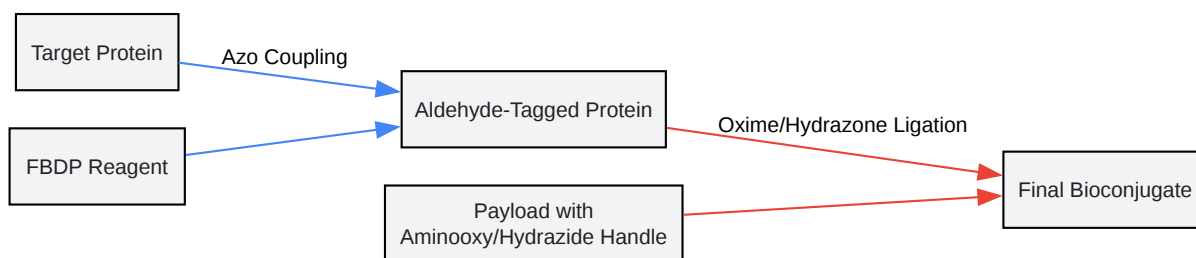 Target Protein
Azo Coupling
FBDP Reagent
Aldehyde-Tagged Protein
Oxime/Hydrazone Ligation
Payload with
Aminooxy/Hydrazide Handle
Final Bioconjugate